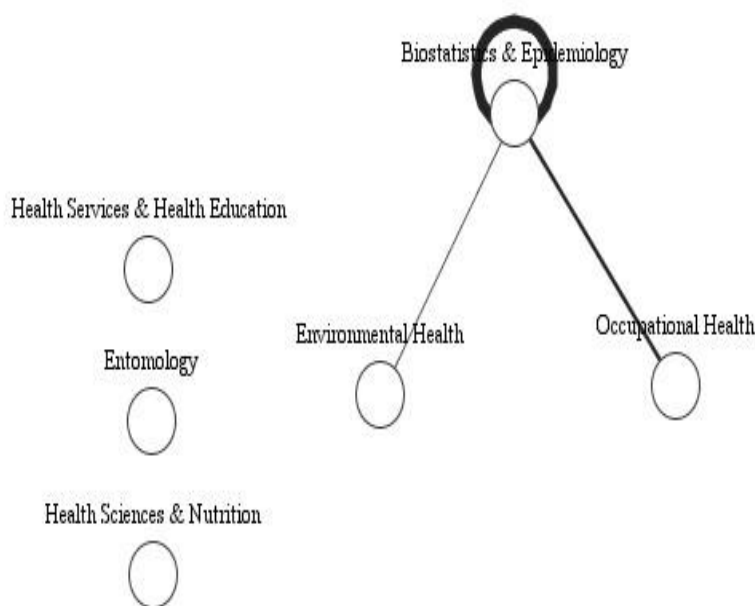 Biostatistics & Epidemiology
Health Services & Health Education
Environmental Health
Occupational Health
Entomology
Health Sciences & Nutrition